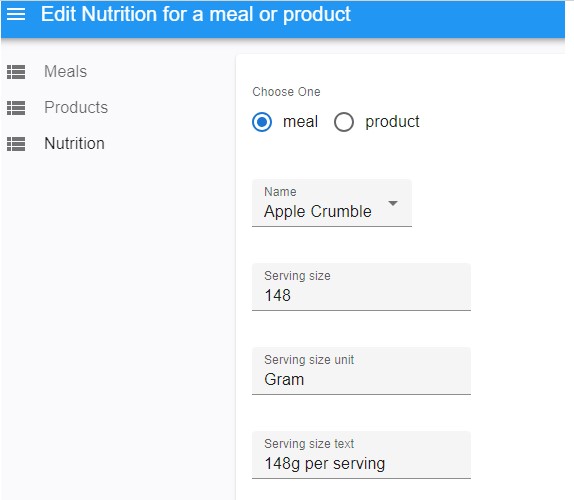 Edit Nutrition for a meal or product
Meals
Products
Nutrition
Choose One
meal product
Name
Apple Crumble
Serving size
148
Serving size unit
Gram
Serving size text
148g per serving